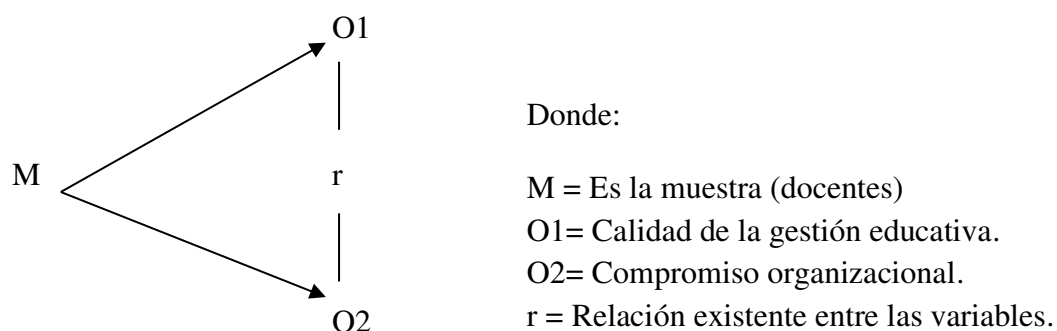 O1
Donde:
M
r
M = Es la muestra (docentes)
O1= Calidad de la gestión educativa.
O2= Compromiso organizacional.
O2
r = Relación existente entre las variables.